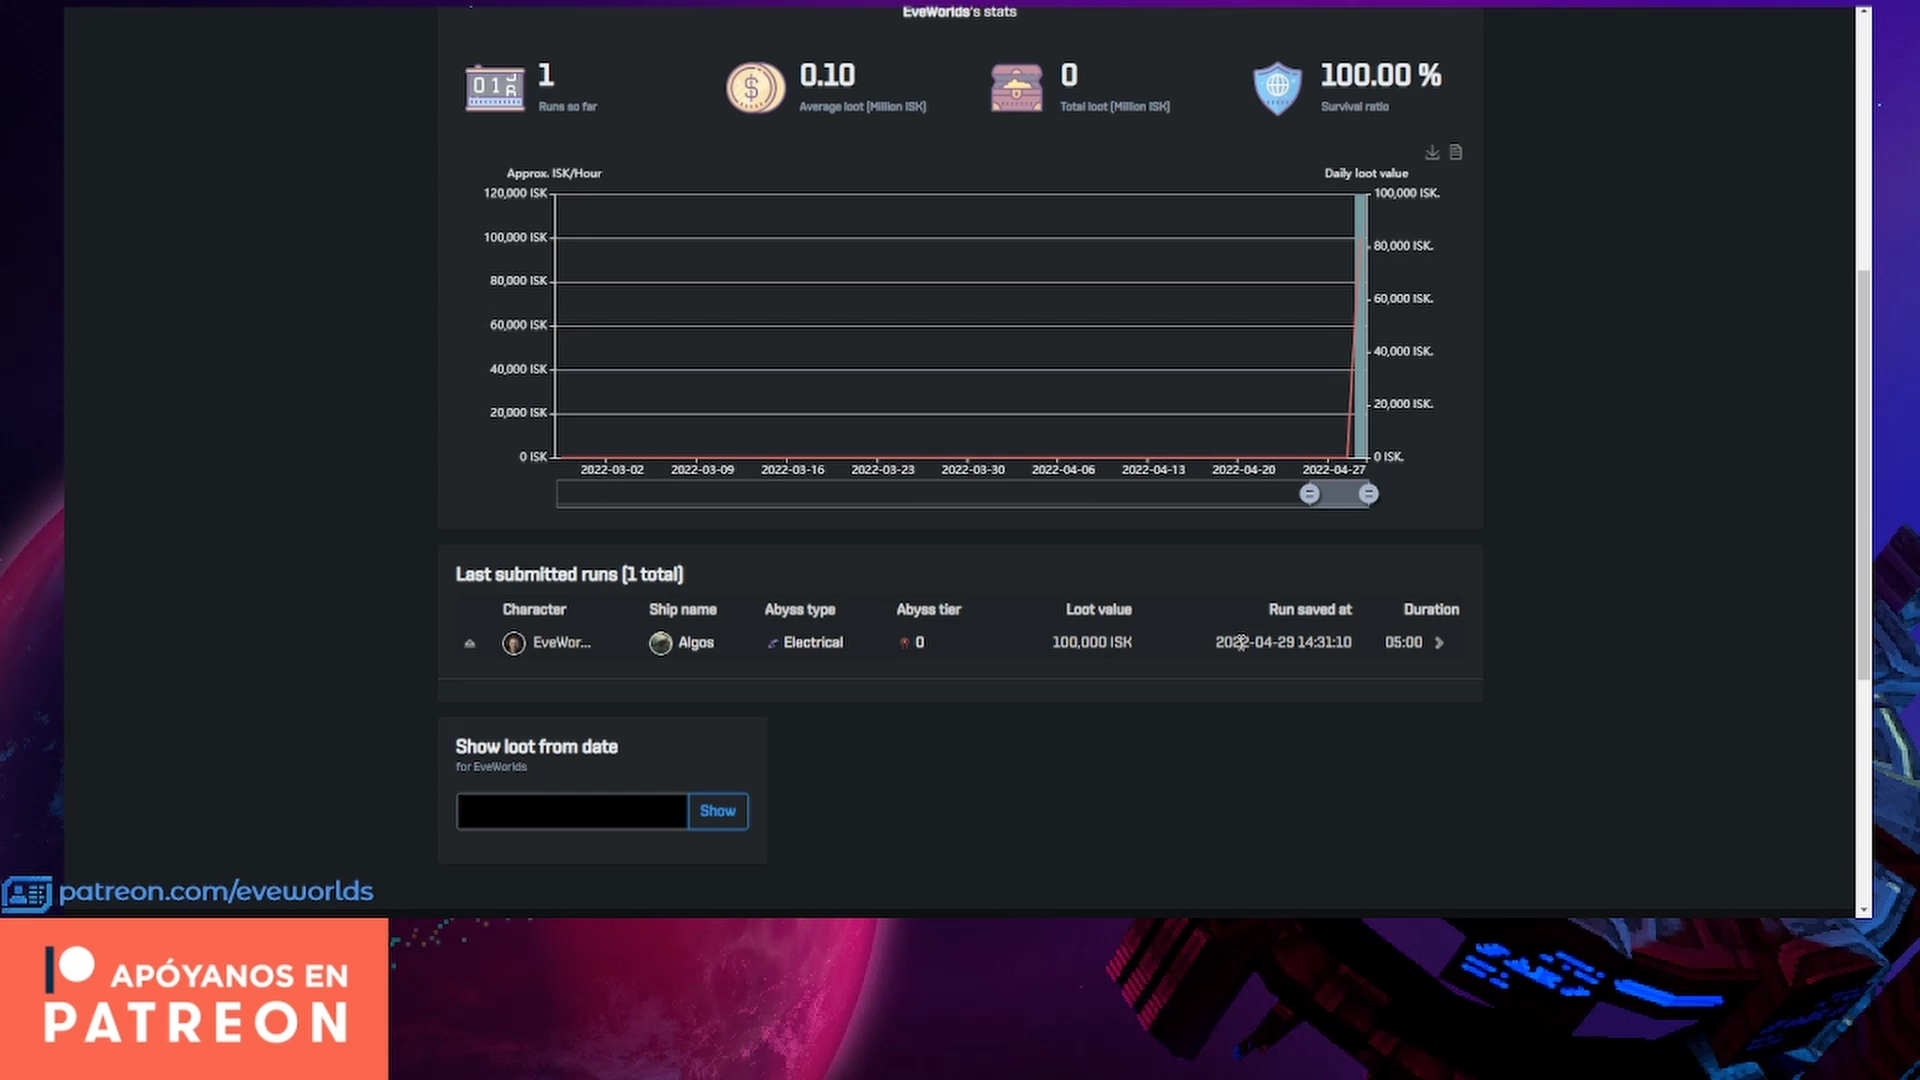 EveWorlds's stats
1
Runs so far
0.10
Average loot (Million ISK)
0
Total loot (Million ISK)
100.00 %
Survival ratio
Approx. ISK/Hour
Daily loot value
120,000 ISK
100,000 ISK
80,000 ISK
60,000 ISK
40,000 ISK
20,000 ISK
0 ISK
100,000 ISK.
80,000 ISK.
60,000 ISK.
40,000 ISK.
20,000 ISK.
0 ISK.
2022-03-02 2022-03-09 2022-03-16 2022-03-23 2022-03-30 2022-04-06 2022-04-13 2022-04-20 2022-04-27
Last submitted runs (1 total)
Character Ship name Abyss type Abyss tier Loot value Run saved at Duration
EveWor... Algos Electrical 0 100,000 ISK 2022-04-29 14:31:10 05:00
Show loot from date
for EveWorlds
Show
patreon.com/eveworlds
APÓYANOS EN
PATREON